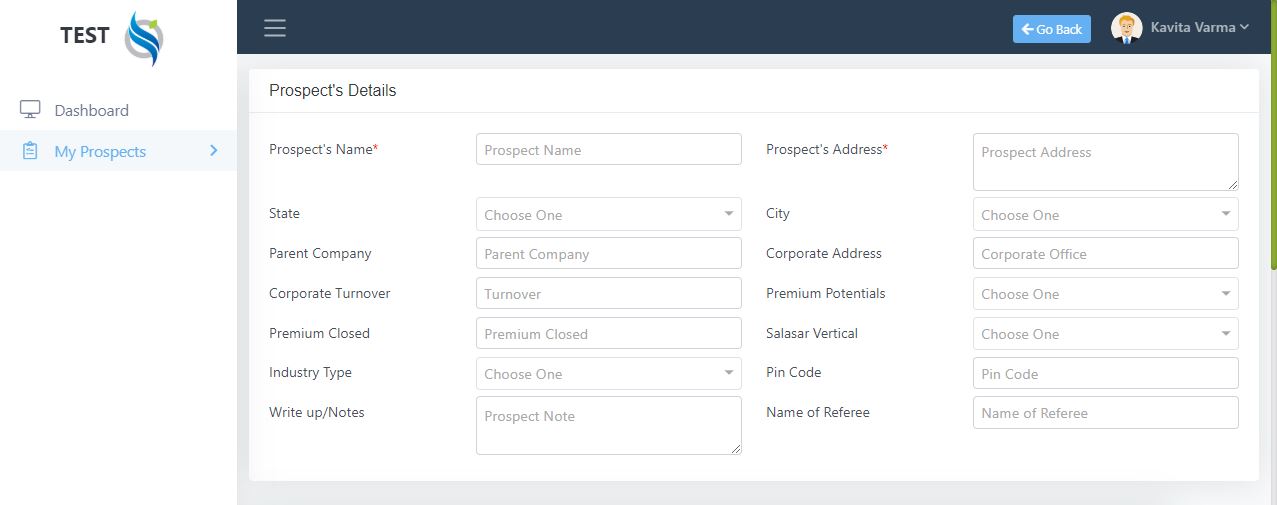 TEST
Go Back
Kavita Varma
Dashboard
My Prospects
Prospect's Details
Prospect's Name*
Prospect Name
Prospect's Address*
Prospect Address
State
Choose One
City
Choose One
Parent Company
Parent Company
Corporate Address
Corporate Office
Corporate Turnover
Turnover
Premium Potentials
Choose One
Premium Closed
Premium Closed
Salasar Vertical
Choose One
Industry Type
Choose One
Pin Code
Pin Code
Write up/Notes
Prospect Note
Name of Referee
Name of Referee